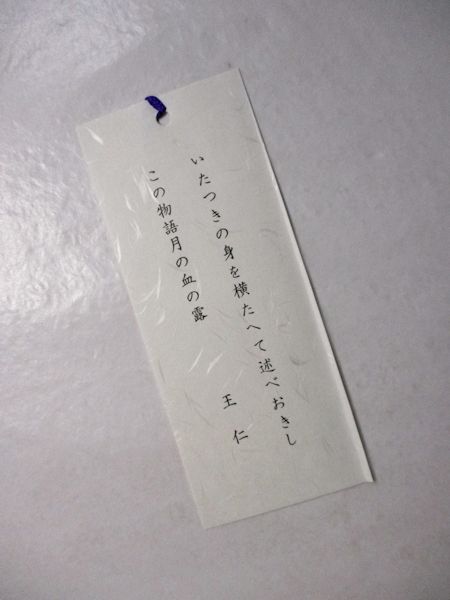 いたつきの身を横たへて述べおきし
この物語月の血の露
王仁